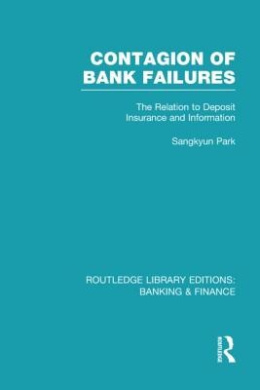 CONTAGION OF
BANK FAILURES
The Relation to Deposit
Insurance and Information
Sangkyun Park
ROUTLEDGE LIBRARY EDITIONS:
BANKING & FINANCE
ROUTLEDGE